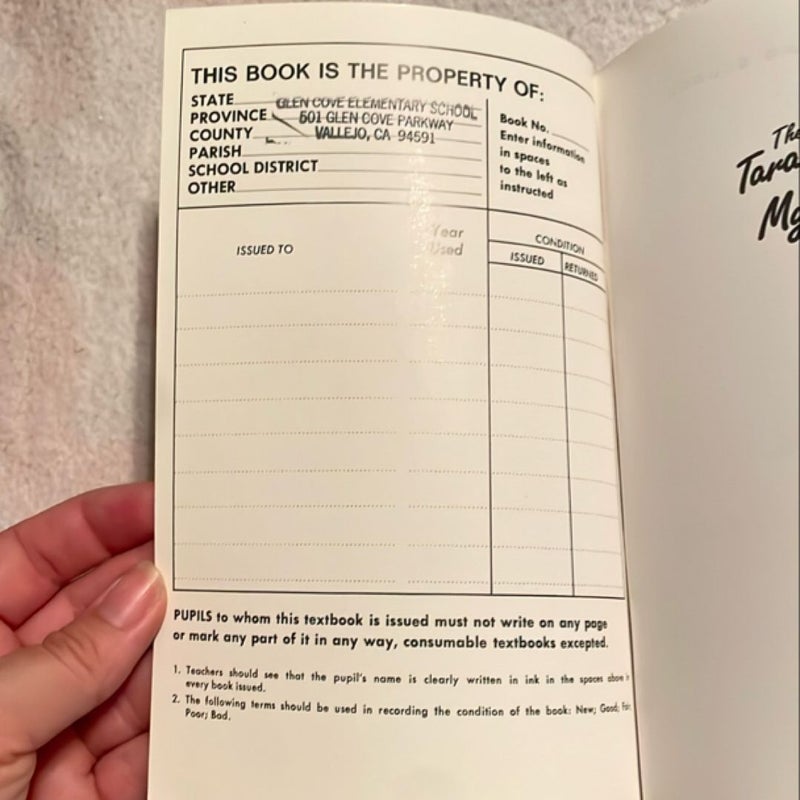 THIS BOOK IS THE PROPERTY OF:
STATE
PROVINCE
COUNTY
PARISH
SCHOOL DISTRICT
OTHER
GLEN COVE ELEMENTARY SCHOOL
501 GLEN COVE PARKWAY
VALLEJO, CA 94591
Book No.
Enter information
in spaces
to the left as
instructed
ISSUED TO
Year
Used
CONDITION
ISSUED
RETURNED
PUPILS to whom this textbook is issued must not write on any page
or mark any part of it in any way, consumable textbooks excepted.
1. Teachers should see that the pupil's name is clearly written in ink in the spaces above in
every book issued.
2. The following terms should be used in recording the condition of the book: New; Good; Fair;
Poor; Bad.
The
Tara
My